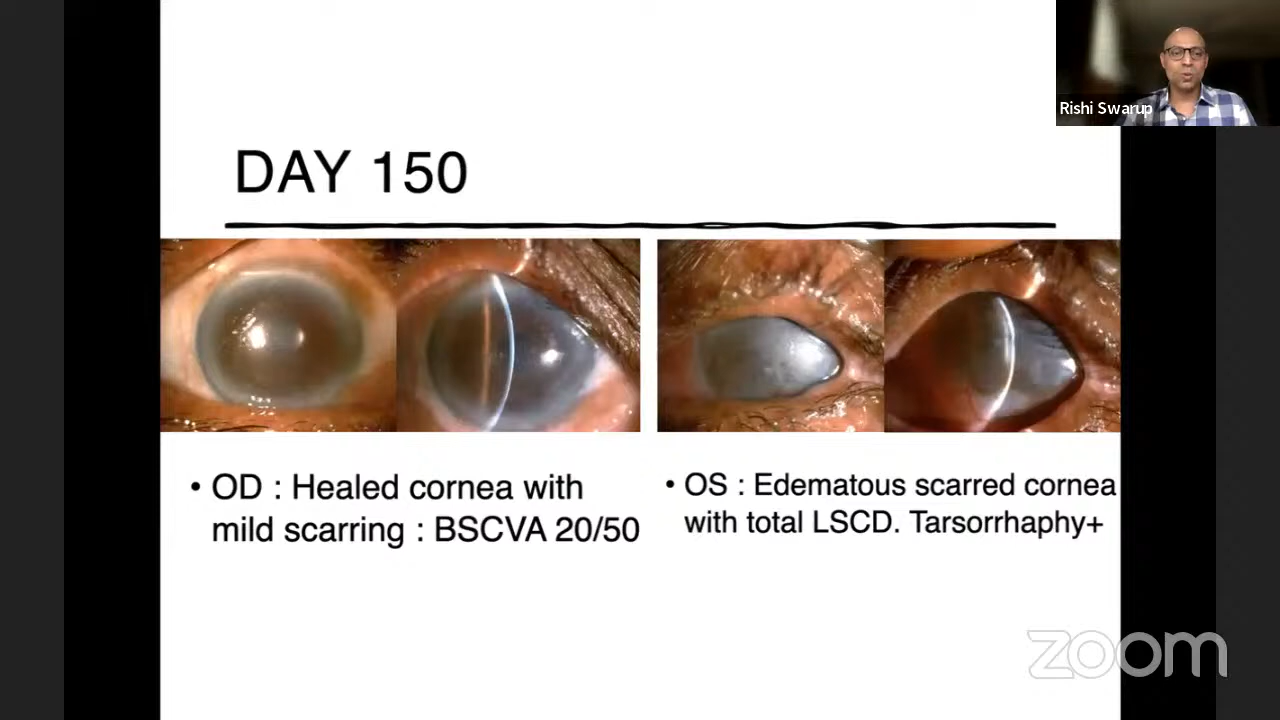 Rishi Swarup
DAY 150
• OD : Healed cornea with
mild scarring : BSCVA 20/50
• OS : Edematous scarred cornea
with total LSCD. Tarsorrhaphy+
zoom